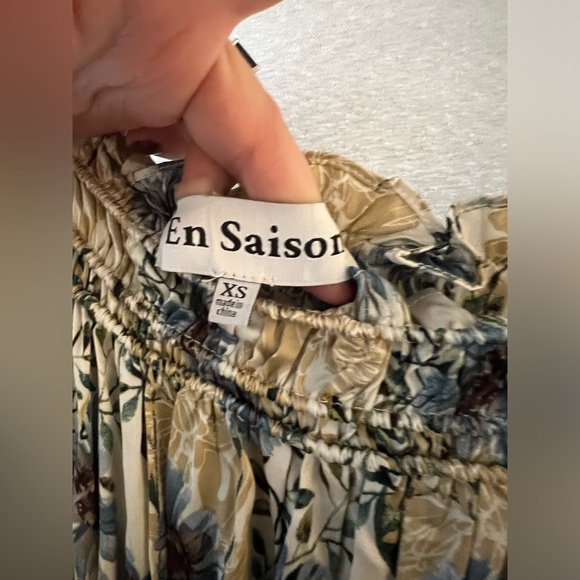 En Saison
XS
made in
china